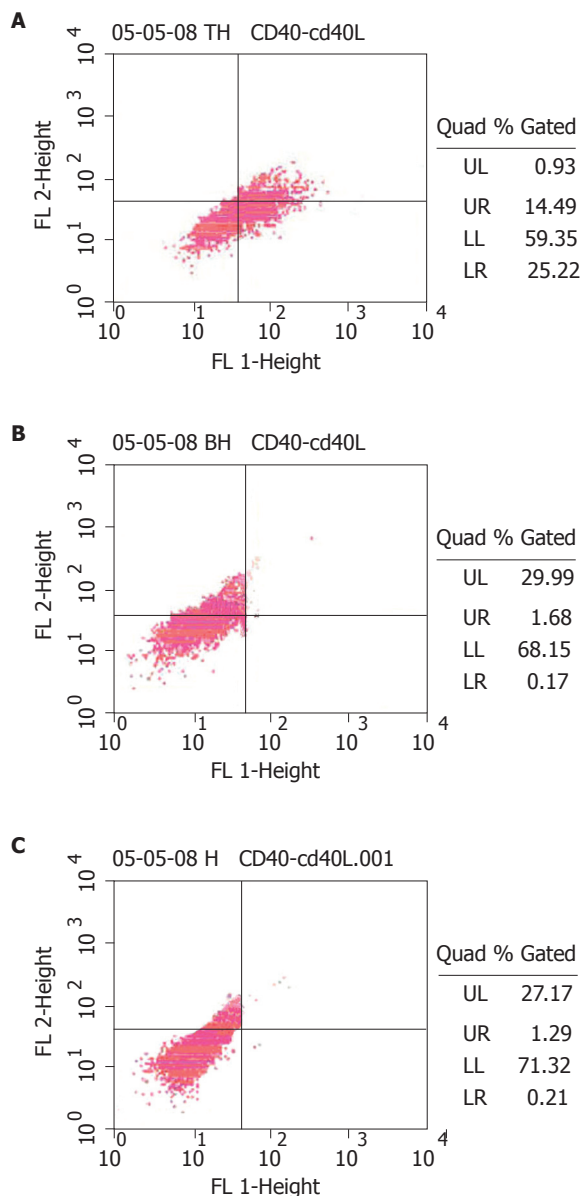 A
05-05-08 TH CD40-cd40L
FL 2-Height
10^0 10^1 10^2 10^3 10^4
10^0 10^1 10^2 10^3 10^4
FL 1-Height
Quad % Gated
UL 0.93
UR 14.49
LL 59.35
LR 25.22
B
05-05-08 BH CD40-cd40L
FL 2-Height
10^0 10^1 10^2 10^3 10^4
10^0 10^1 10^2 10^3 10^4
FL 1-Height
Quad % Gated
UL 29.99
UR 1.68
LL 68.15
LR 0.17
C
05-05-08 H CD40-cd40L.001
FL 2-Height
10^0 10^1 10^2 10^3 10^4
10^0 10^1 10^2 10^3 10^4
FL 1-Height
Quad % Gated
UL 27.17
UR 1.29
LL 71.32
LR 0.21